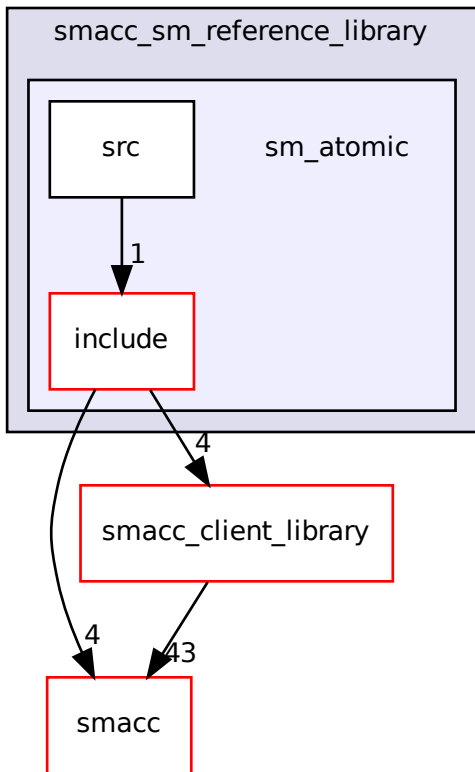 smacc_sm_reference_library
src
sm_atomic
1
include
4
smacc_client_library
4
43
smacc